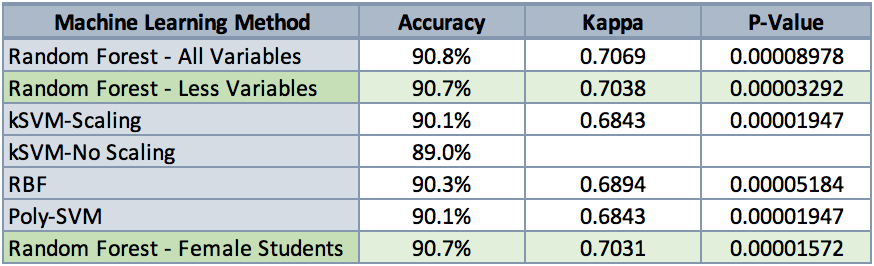 Machine Learning Method Accuracy Kappa P-Value
Random Forest - All Variables 90.8% 0.7069 0.00008978
Random Forest - Less Variables 90.7% 0.7038 0.00003292
kSVM-Scaling 90.1% 0.6843 0.00001947
kSVM-No Scaling 89.0%
RBF 90.3% 0.6894 0.00005184
Poly-SVM 90.1% 0.6843 0.00001947
Random Forest - Female Students 90.7% 0.7031 0.00001572